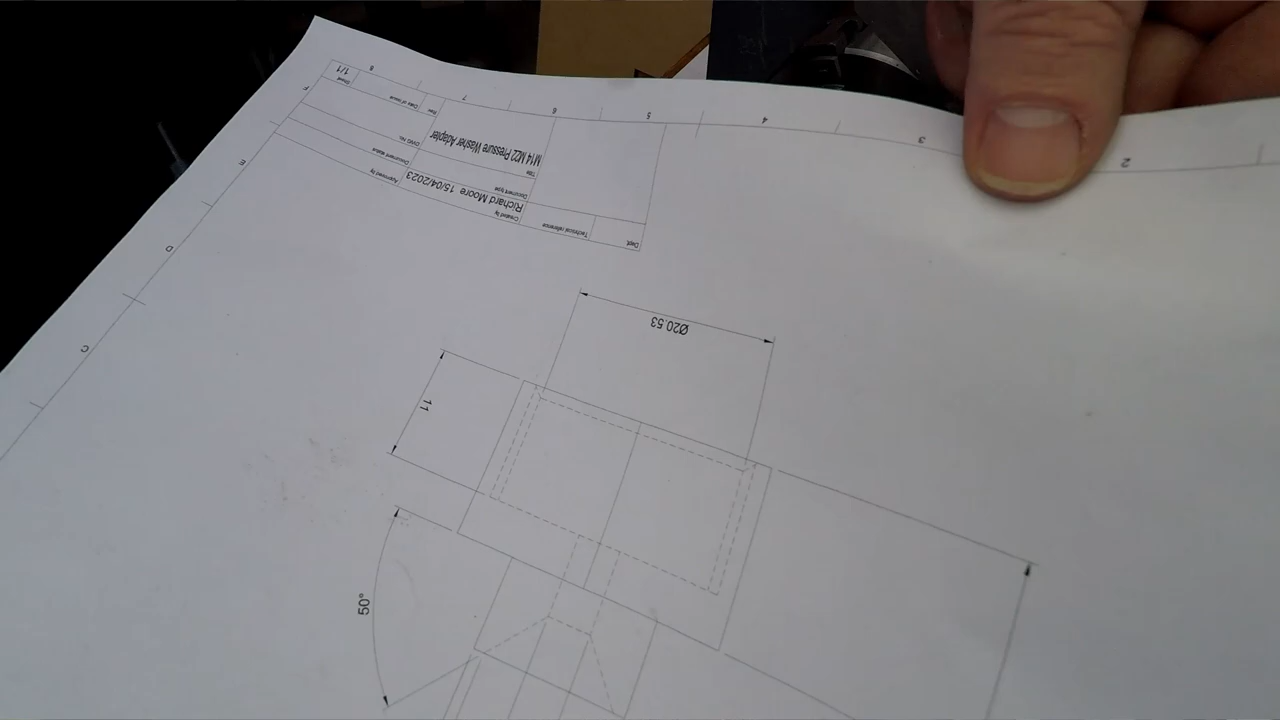 Dept.
Technical reference
Created by
Approved by
Richard Moore 15/04/2023
Document type
Document status
Title
DWG No.
M14 M22 Pressure Washer Adapter
Rev.
Date of issue
Sheet
1/1
8
7
6
5
4
3
2
F
E
D
C
Ø20.53
11
50°